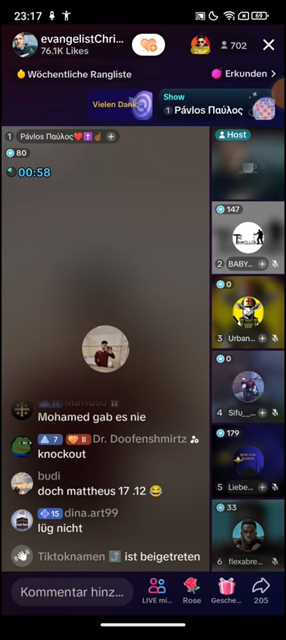 23:17
69
evangelistChri...
76.1K Likes
702
Wöchentliche Rangliste
Erkunden
Vielen Dank
Show
1 Pávlos Παύλος
1 Pávlos Παύλος
80
00:58
Host
147
2 BABY...
0
3 Urban...
0
4 Sifu__...
179
5 Liebe...
33
6 flexabre...
Mohamed gab es nie
7 II Dr. Doofenshmirtz
knockout
budi
doch mattheus 17 .12 😂
15 dina.art99
lüg nicht
Tiktoknamen ist beigetreten
Kommentar hinz...
LIVE mi...
Rose
Gesche...
205